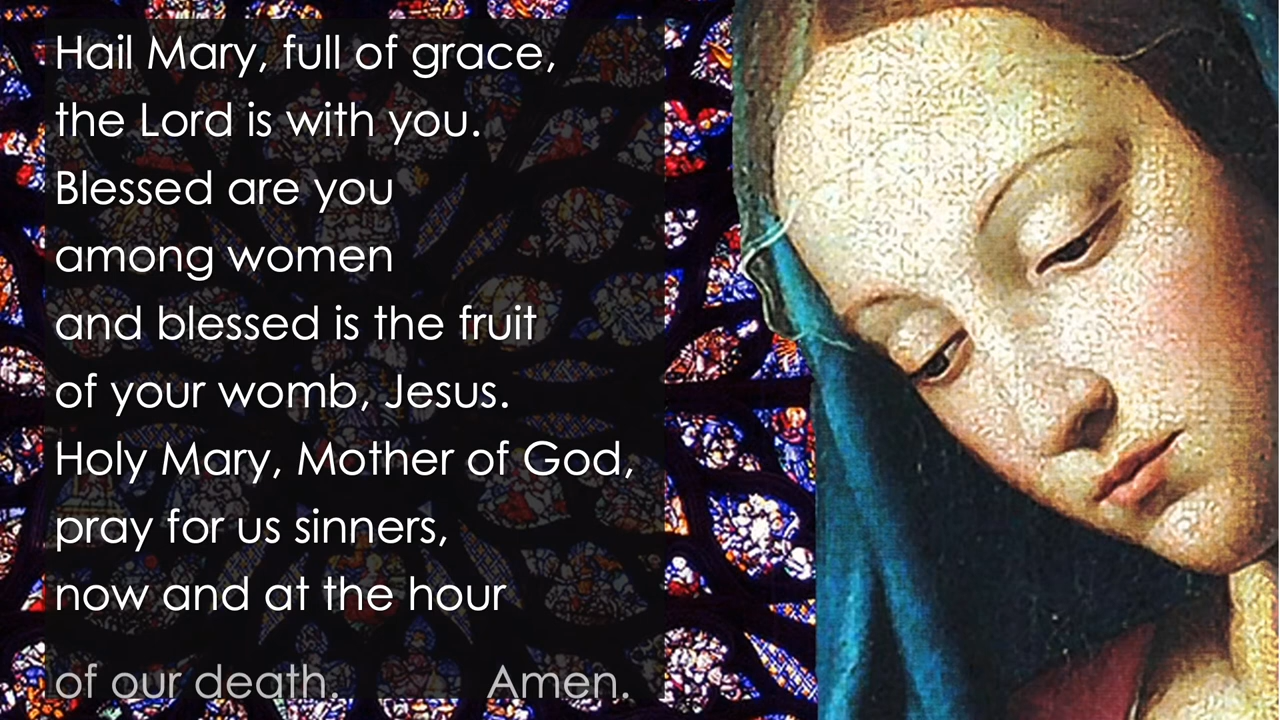 Hail Mary, full of grace,
the Lord is with you.
Blessed are you
among women
and blessed is the fruit
of your womb, Jesus.
Holy Mary, Mother of God,
pray for us sinners,
now and at the hour
of our death. Amen.